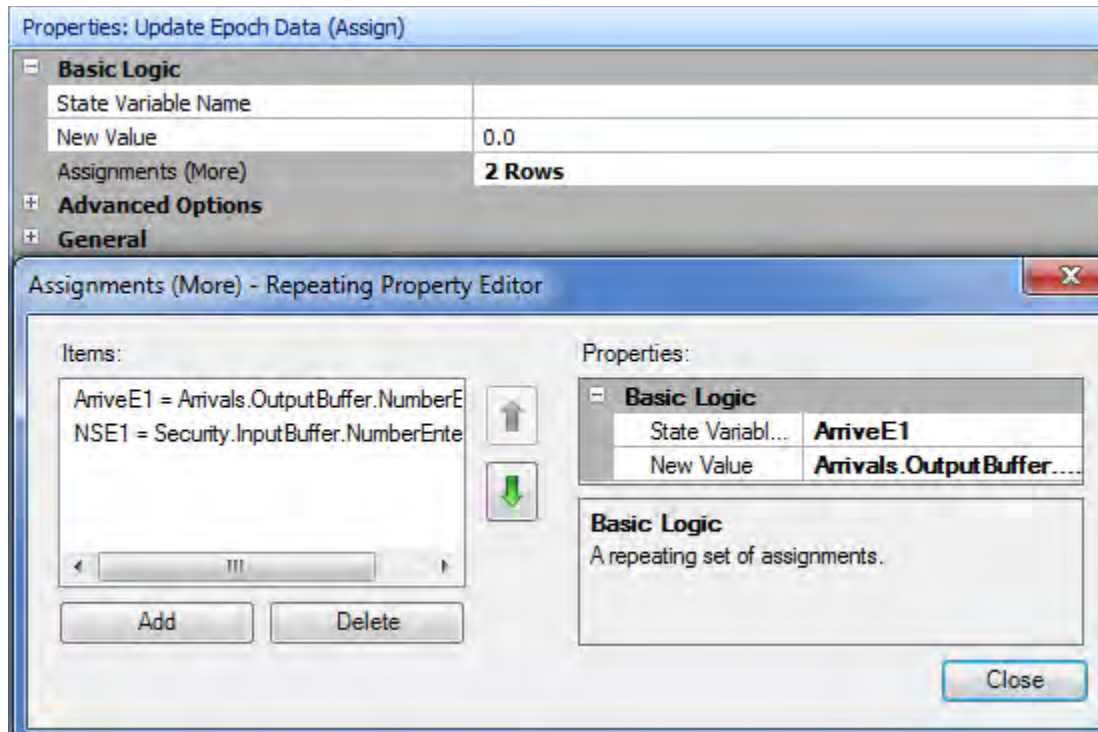 Properties: Update Epoch Data (Assign)
Basic Logic
State Variable Name
New Value 0.0
Assignments (More) 2 Rows
Advanced Options
General
Assignments (More) - Repeating Property Editor
Items:
ArriveE1 = Arrivals.OutputBuffer.NumberE
NSE1 = Security.InputBuffer.NumberEnte
Add Delete
Properties:
Basic Logic
State Variabl... ArriveE1
New Value Arrivals.OutputBuffer....
Basic Logic
A repeating set of assignments.
Close